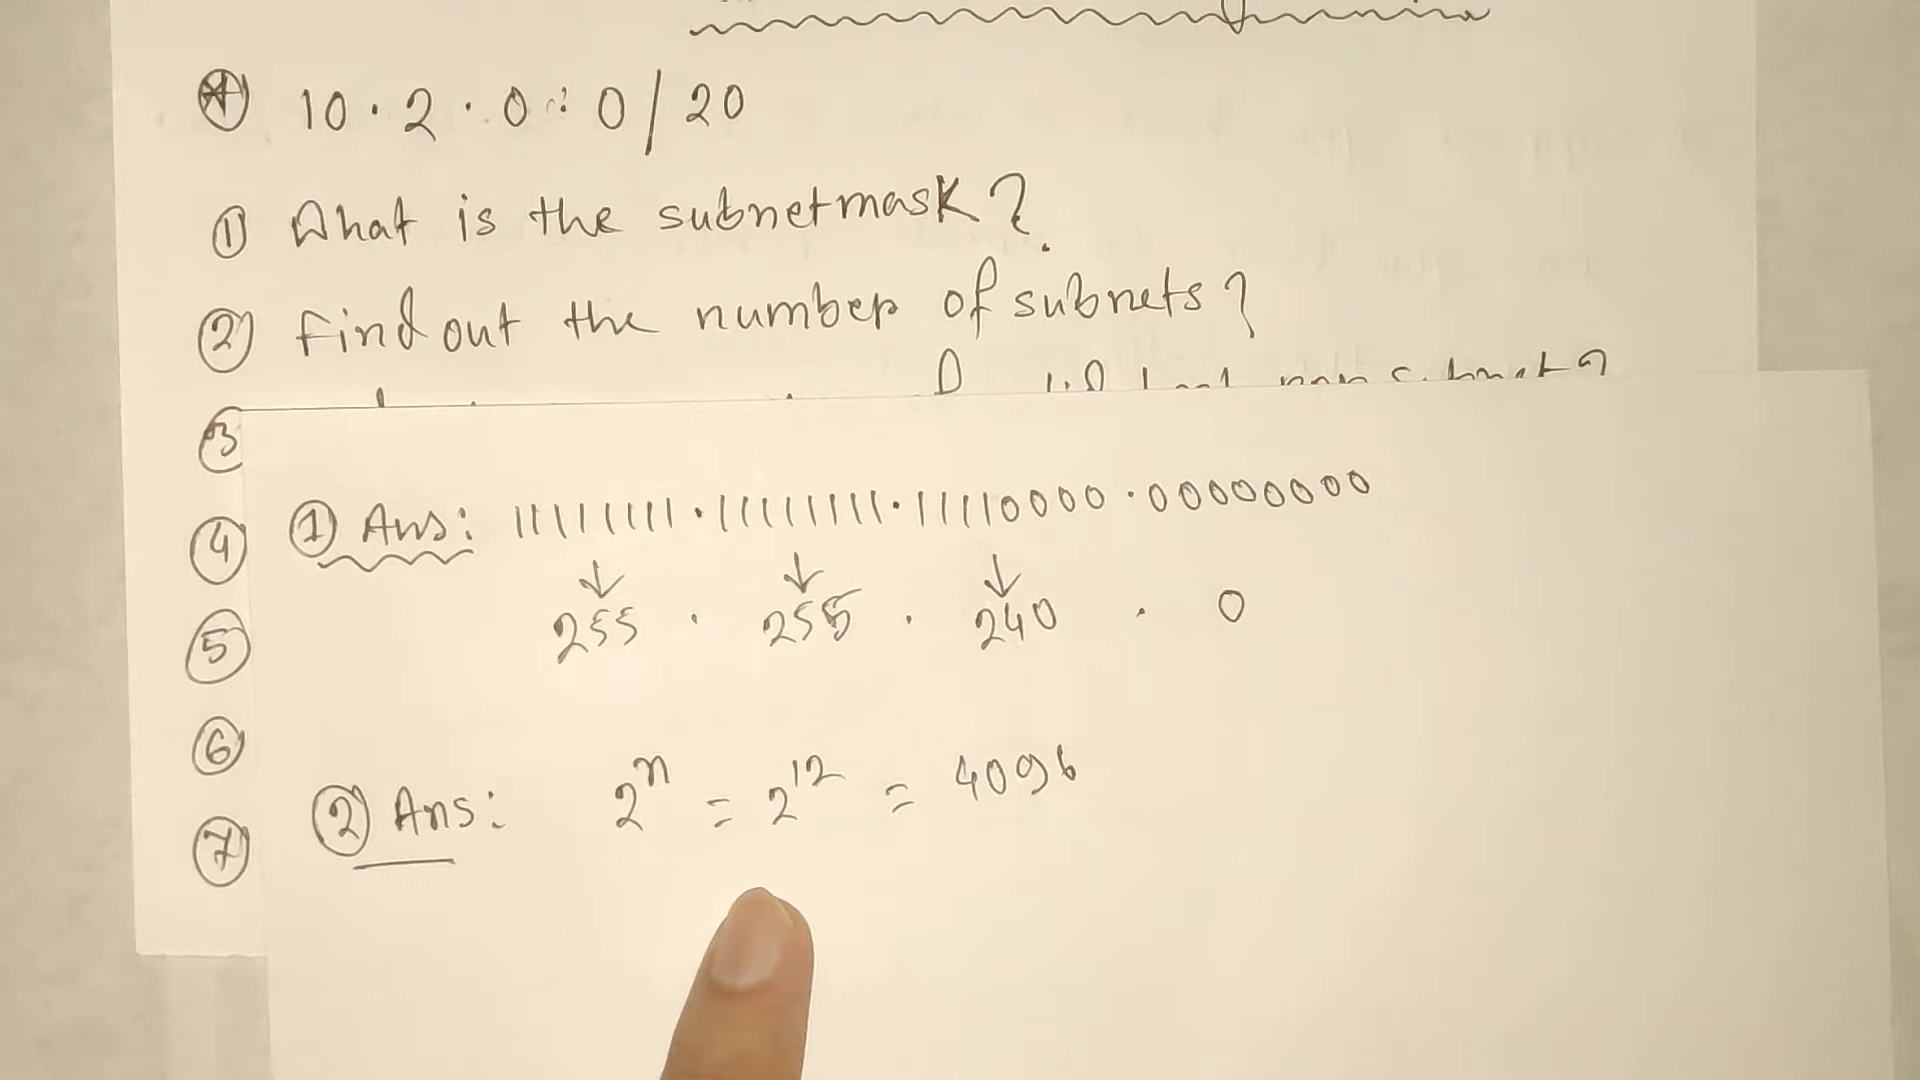 10.2.0.0/20
① What is the subnetmask?
② Find out the number of subnets?
③
④
⑤
⑥
⑦
① Ans: 11111111.11111111.11110000.00000000
↓ ↓ ↓
255 . 255 . 240 . 0
② Ans: 2ⁿ = 2¹² = 4096